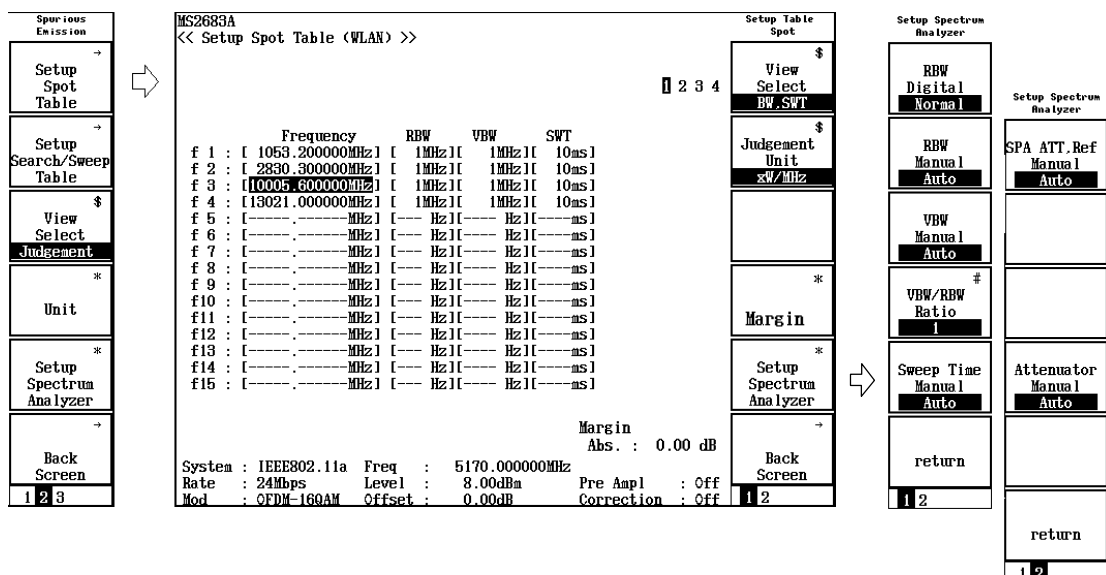 Spurious
Emission
→
Setup
Spot
Table
→
Setup
Search/Sweep
Table
$
View
Select
Judgement
*
Unit
*
Setup
Spectrum
Analyzer
→
Back
Screen
1 2 3
MS2683A
<< Setup Spot Table (WLAN) >>
1 2 3 4
Frequency RBW VBW SWT
f 1 : [ 1053.200000MHz] [ 1MHz][ 1MHz][ 10ms]
f 2 : [ 2830.300000MHz] [ 1MHz][ 1MHz][ 10ms]
f 3 : [10005.600000MHz] [ 1MHz][ 1MHz][ 10ms]
f 4 : [13021.000000MHz] [ 1MHz][ 1MHz][ 10ms]
f 5 : [-----.------MHz] [--- Hz][---- Hz][----ms]
f 6 : [-----.------MHz] [--- Hz][---- Hz][----ms]
f 7 : [-----.------MHz] [--- Hz][---- Hz][----ms]
f 8 : [-----.------MHz] [--- Hz][---- Hz][----ms]
f 9 : [-----.------MHz] [--- Hz][---- Hz][----ms]
f10 : [-----.------MHz] [--- Hz][---- Hz][----ms]
f11 : [-----.------MHz] [--- Hz][---- Hz][----ms]
f12 : [-----.------MHz] [--- Hz][---- Hz][----ms]
f13 : [-----.------MHz] [--- Hz][---- Hz][----ms]
f14 : [-----.------MHz] [--- Hz][---- Hz][----ms]
f15 : [-----.------MHz] [--- Hz][---- Hz][----ms]
Margin
Abs. : 0.00 dB
System : IEEE802.11a Freq : 5170.000000MHz
Rate : 24Mbps Level : 8.00dBm Pre Ampl : Off
Mod : OFDM-16QAM Offset : 0.00dB Correction : Off
Setup Table
Spot
$
View
Select
BW,SWT
$
Judgement
Unit
xW/MHz
*
Margin
*
Setup
Spectrum
Analyzer
→
Back
Screen
1 2
Setup Spectrum
Analyzer
RBW
Digital
Normal
RBW
Manual
Auto
VBW
Manual
Auto
#
VBW/RBW
Ratio
1
Sweep Time
Manual
Auto
return
1 2
Setup Spectrum
Analyzer
SPA ATT,Ref
Manual
Auto
Attenuator
Manual
Auto
return
1 2